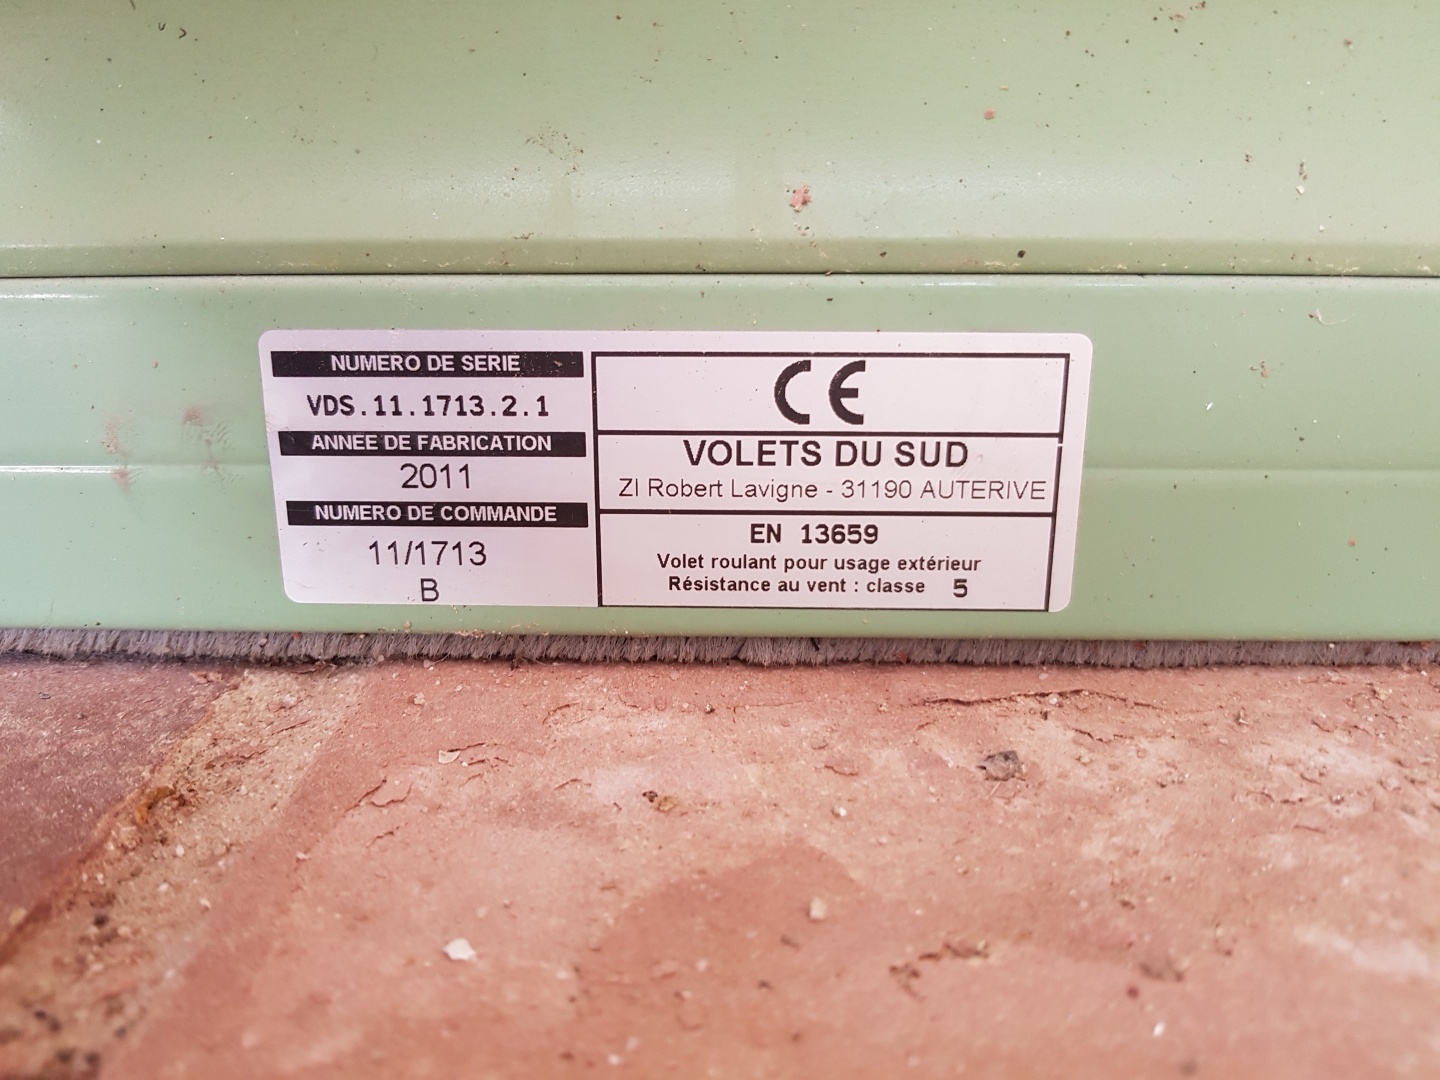 NUMERO DE SERIE
VDS.11.1713.2.1
ANNEE DE FABRICATION
2011
NUMERO DE COMMANDE
11/1713
B
CE
VOLETS DU SUD
ZI Robert Lavigne - 31190 AUTERIVE
EN 13659
Volet roulant pour usage extérieur
Résistance au vent : classe 5